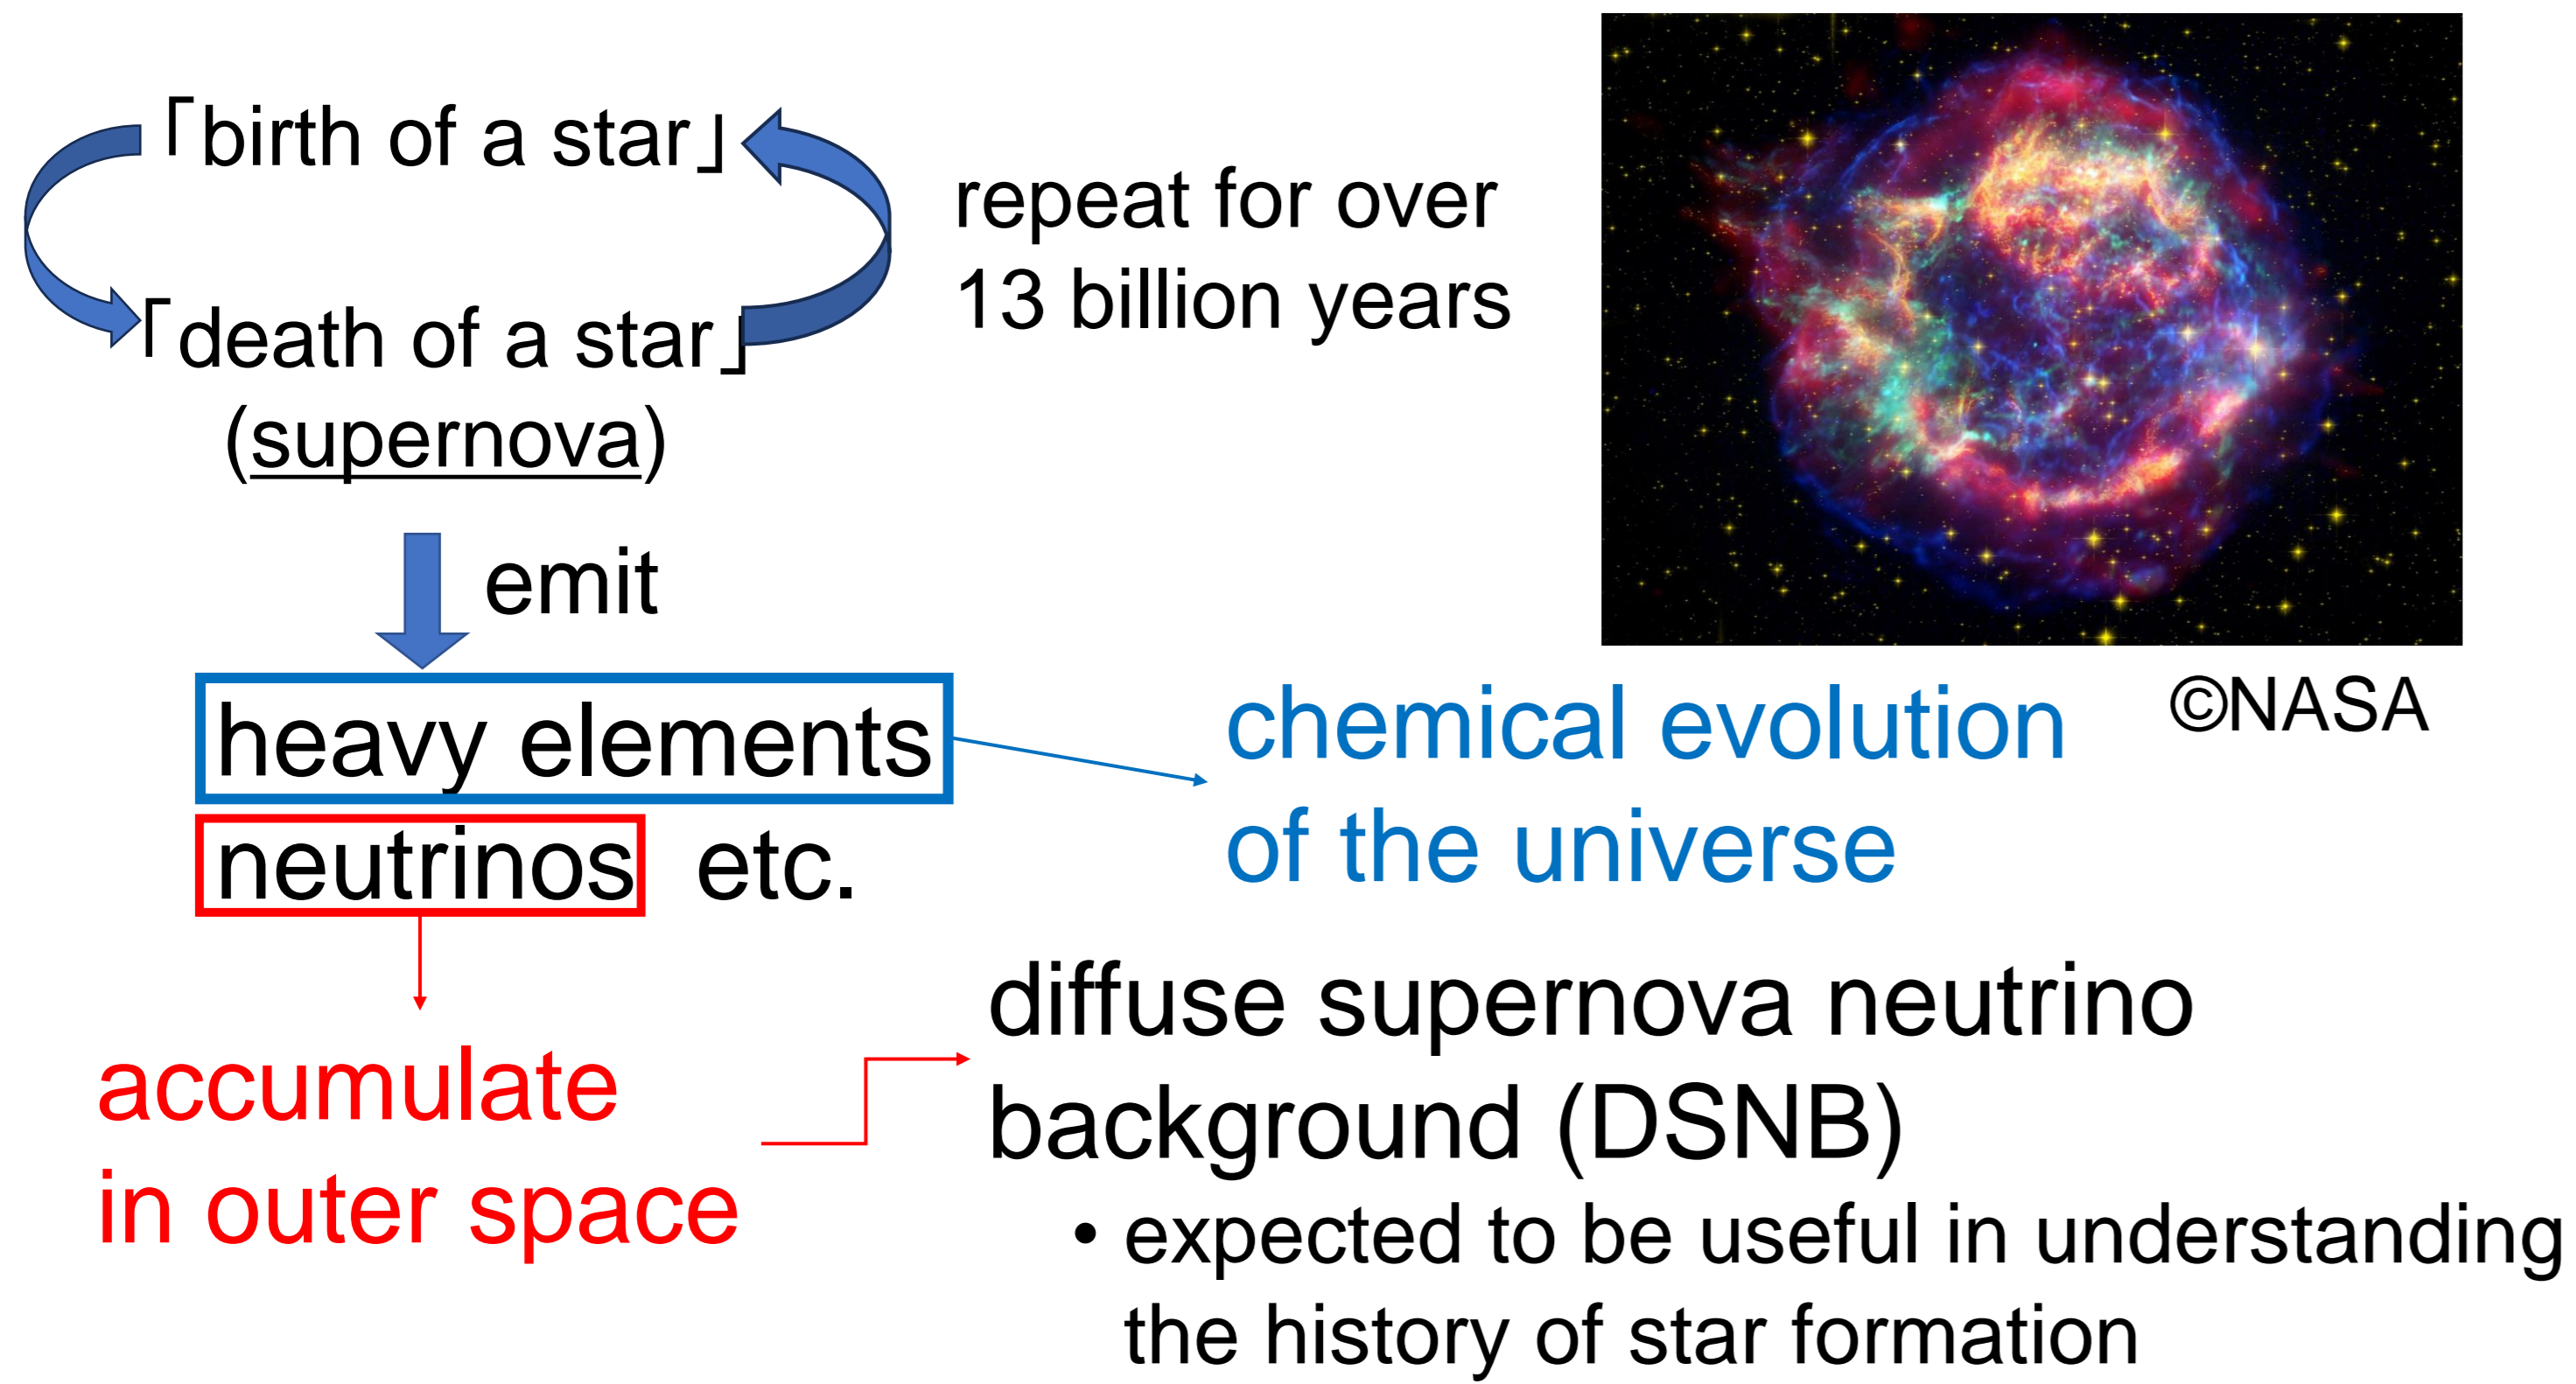 「birth of a star」
repeat for over
13 billion years
「death of a star」
(supernova)
emit
heavy elements
neutrinos etc.
chemical evolution
of the universe
©NASA
accumulate
in outer space
diffuse supernova neutrino
background (DSNB)
• expected to be useful in understanding
the history of star formation